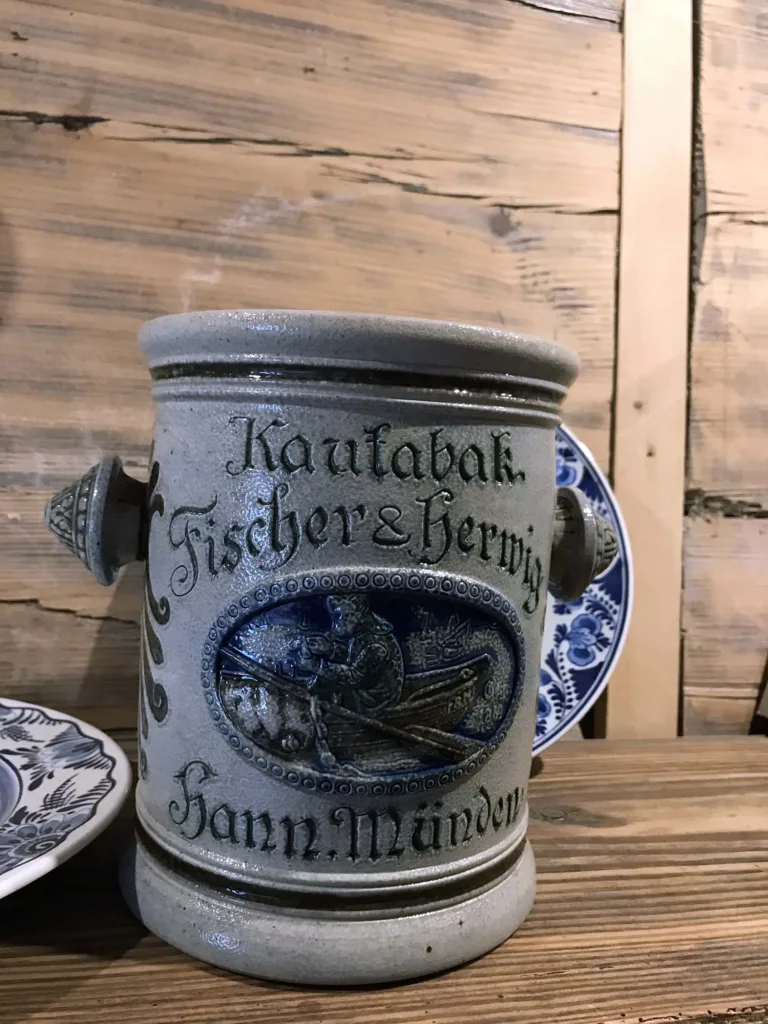 Kautabak.
Fischer & Herwig
Hann. Münden.